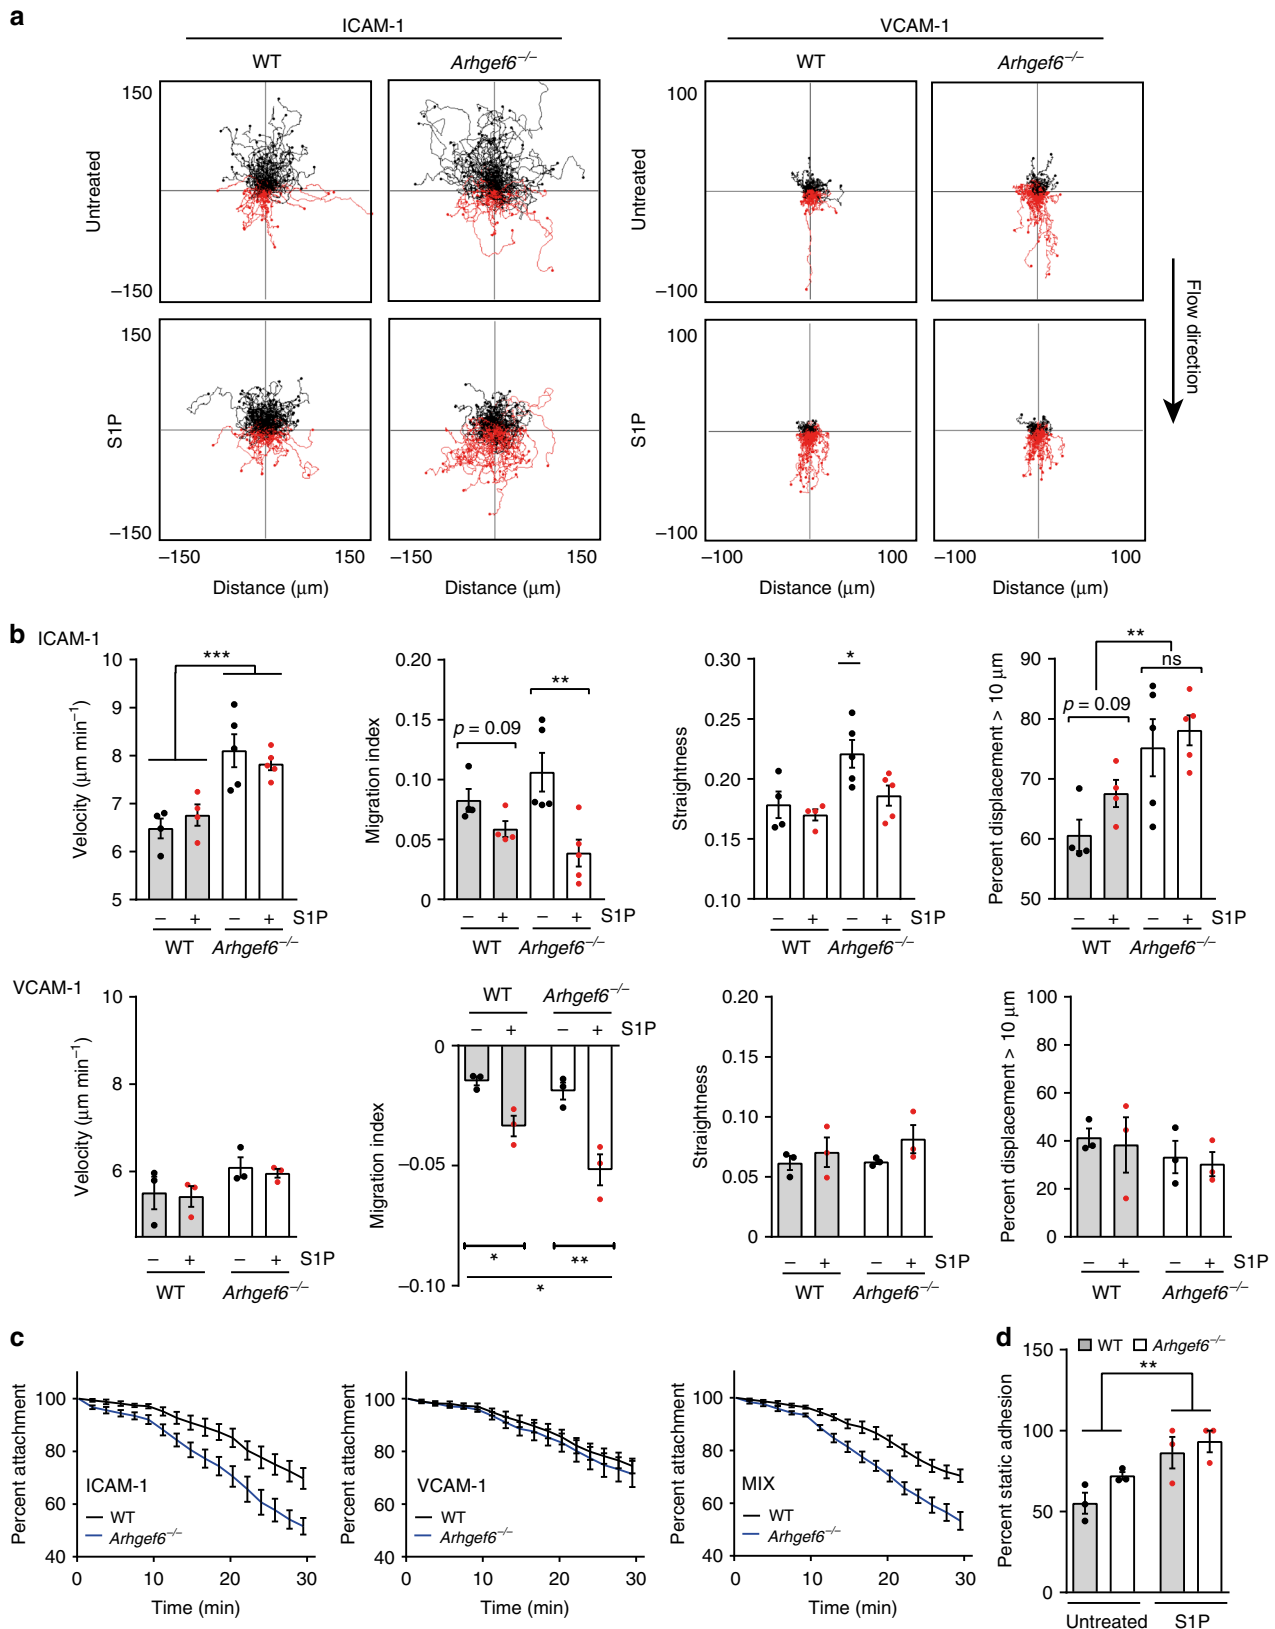 a
ICAM-1 VCAM-1
WT Arhgef6–/– WT Arhgef6–/–
150 100
Untreated Untreated
–150 –100
Flow direction
150 100
S1P S1P
–150 –100
–150 150 –100 100 –100 100
Distance (µm) Distance (µm) Distance (µm) Distance (µm)
b
ICAM-1
10 9 8 7 6 5
Velocity (µm min–1)
***
– + – + S1P
WT Arhgef6–/–
0.20 0.15 0.10 0.05 0
Migration index
p = 0.09 **
– + – + S1P
WT Arhgef6–/–
0.30 0.25 0.20 0.15 0.10
Straightness
*
– + – + S1P
WT Arhgef6–/–
90 80 70 60 50
Percent displacement > 10 µm
**
ns
p = 0.09
– + – + S1P
WT Arhgef6–/–
VCAM-1
10 8 6
Velocity (µm min–1)
– + – + S1P
WT Arhgef6–/–
WT Arhgef6–/–
– + – + S1P
0 –0.05 –0.10
Migration index
* **
*
0.20 0.15 0.10 0.05 0
Straightness
– + – + S1P
WT Arhgef6–/–
100 80 60 40 20 0
Percent displacement > 10 µm
– + – + S1P
WT Arhgef6–/–
c
100 80 60 40
Percent attachment
ICAM-1
WT
Arhgef6–/–
0 10 20 30
Time (min)
100 80 60 40
Percent attachment
VCAM-1
WT
Arhgef6–/–
0 10 20 30
Time (min)
100 80 60 40
Percent attachment
MIX
WT
Arhgef6–/–
0 10 20 30
Time (min)
d
WT Arhgef6–/–
150 100 50 0
Percent static adhesion
**
Untreated S1P